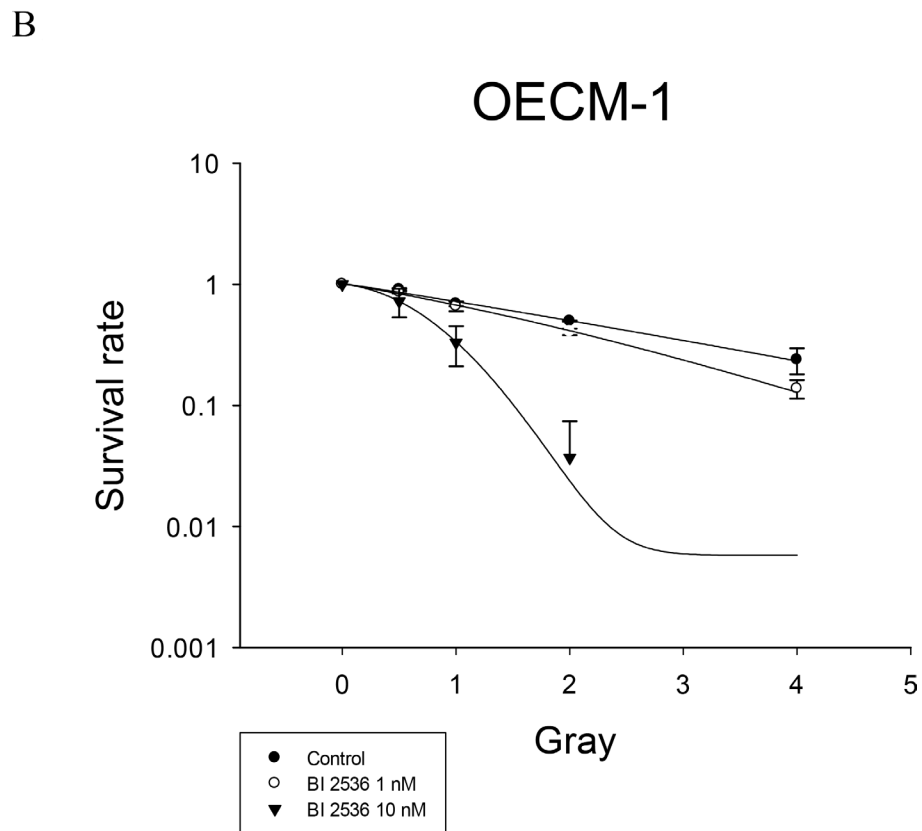 B
OECM-1
10
1
0.1
0.01
0.001
Survival rate
0 1 2 3 4 5
Gray
Control
BI 2536 1 nM
BI 2536 10 nM